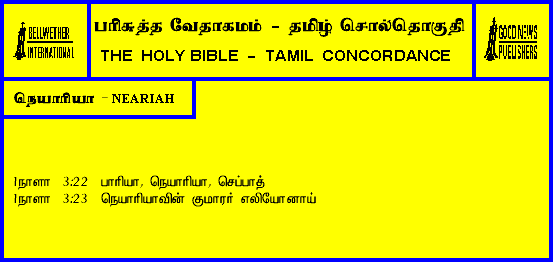 BELLWETHER
INTERNATIONAL
பரிசுத்த வேதாகமம் - தமிழ் சொல்தொகுதி
THE HOLY BIBLE - TAMIL CONCORDANCE
GOOD NEWS
PUBLISHERS
நெயாரியா - NEARIAH
1நாளா 3:22 பாரியா, நெயாரியா, செப்பாத்
1நாளா 3:23 நெயாரியாவின் குமாரர் எலியோனாய்